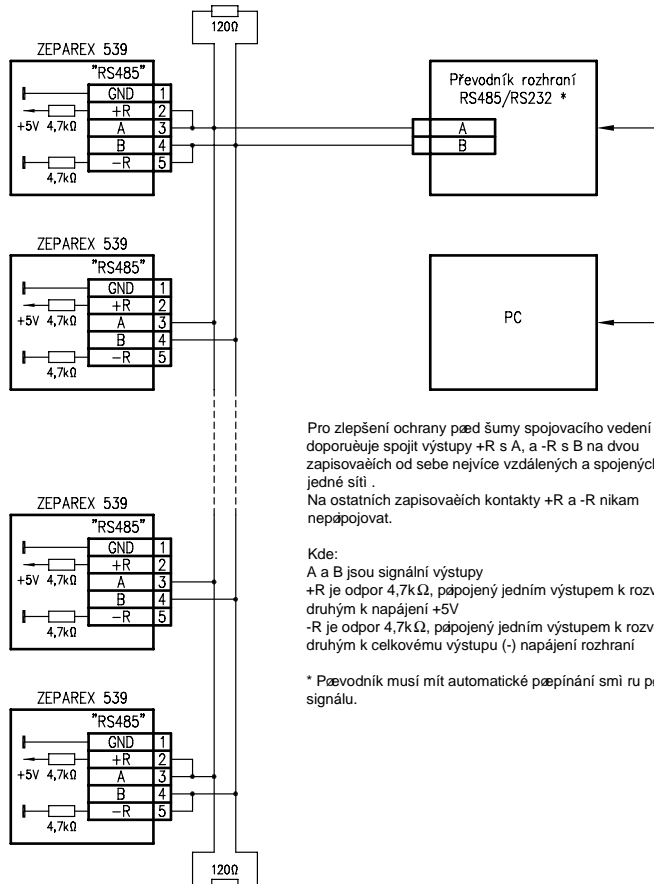 120Ω
ZEPAREX 539
"RS485"
GND 1
+R 2
A 3
B 4
-R 5
+5V 4,7kΩ
4,7kΩ
Převodník rozhraní
RS485/RS232 *
A
B
ZEPAREX 539
"RS485"
GND 1
+R 2
A 3
B 4
-R 5
+5V 4,7kΩ
4,7kΩ
PC
Pro zlepšení ochrany pøed šumy spojovacího vedení
doporuèuje spojit výstupy +R s A, a -R s B na dvou
zapisovaèích od sebe nejvíce vzdálených a spojených
jedné sítì .
Na ostatních zapisovaèích kontakty +R a -R nikam
nepøipojovat.
Kde:
A a B jsou signální výstupy
+R je odpor 4,7kΩ, pøipojený jedním výstupem k rozv
druhým k napájení +5V
-R je odpor 4,7kΩ, pøipojený jedním výstupem k rozv
druhým k celkovému výstupu (-) napájení rozhraní
* Pøevodník musí mít automatické pøepínání smì ru
signálu.
ZEPAREX 539
"RS485"
GND 1
+R 2
A 3
B 4
-R 5
+5V 4,7kΩ
4,7kΩ
ZEPAREX 539
"RS485"
GND 1
+R 2
A 3
B 4
-R 5
+5V 4,7kΩ
4,7kΩ
120Ω